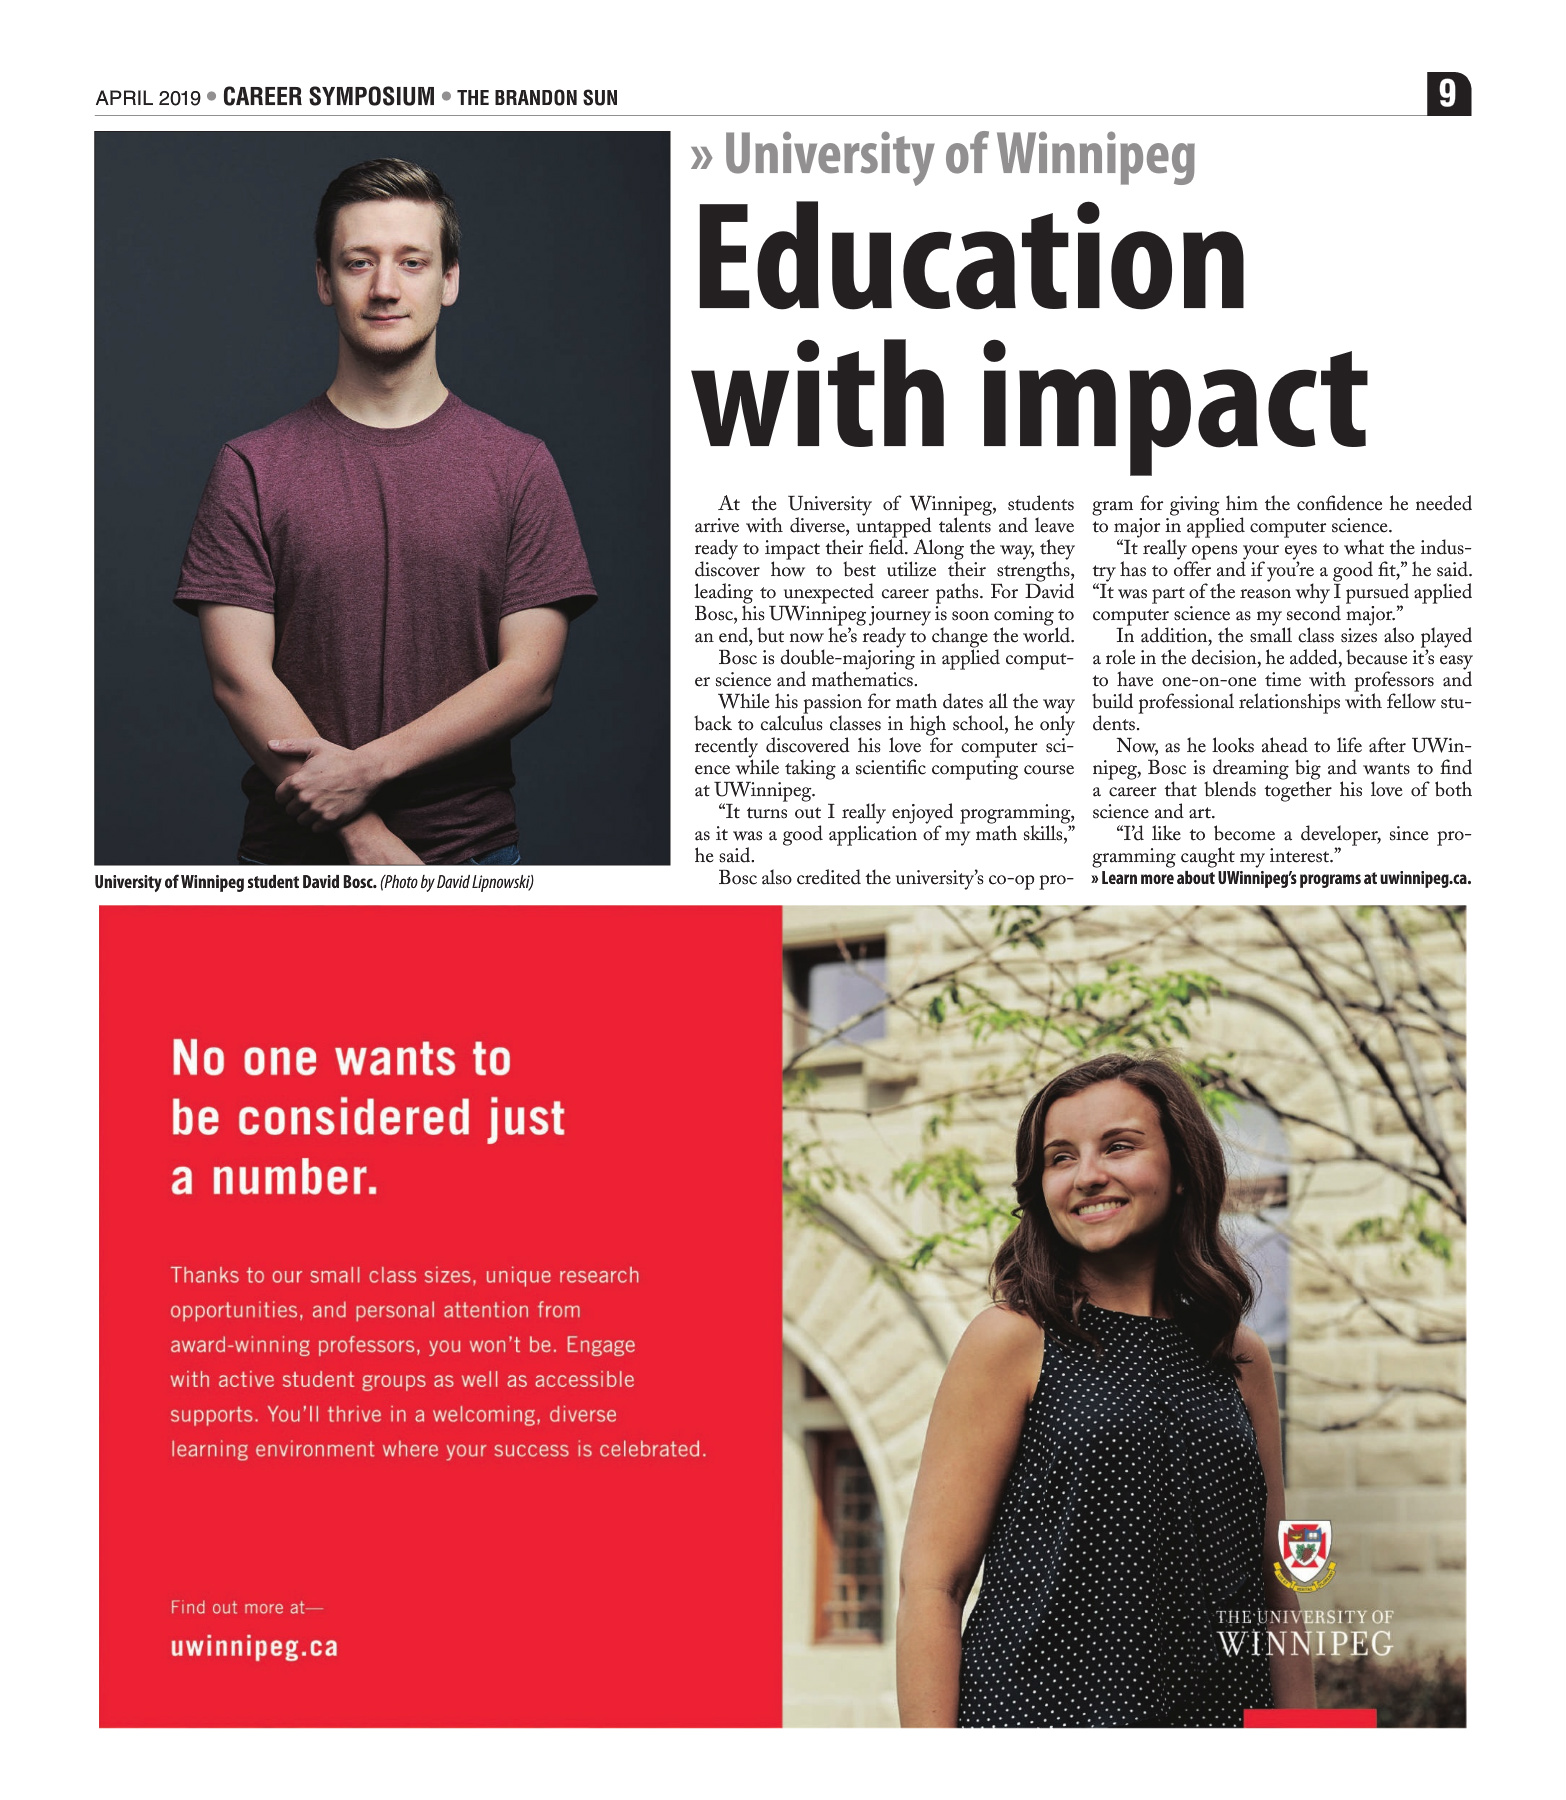 APRIL 2019 • CAREER SYMPOSIUM • THE BRANDON SUN
9
» University of Winnipeg
Education
with impact
At the University of Winnipeg, students
arrive with diverse, untapped talents and leave
ready to impact their field. Along the way, they
discover how to best utilize their strengths,
leading to unexpected career paths. For David
Bosc, his UWinnipeg journey is soon coming to
an end, but now he's ready to change the world.
Bosc is double-majoring in applied comput-
er science and mathematics.
While his passion for math dates all the way
back to calculus classes in high school, he only
recently discovered his love for computer sci-
ence while taking a scientific computing course
at UWinnipeg.
“It turns out I really enjoyed programming,
as it was a good application of my math skills,”
he said.
Bosc also credited the university's co-op pro-
gram for giving him the confidence he needed
to major in applied computer science.
“It really opens your eyes to what the indus-
try has to offer and if you're a good fit,” he said.
“It was part of the reason why I pursued applied
computer science as my second major.”
In addition, the small class sizes also played
a role in the decision, he added, because it's easy
to have one-on-one time with professors and
build professional relationships with fellow stu-
dents.
Now, as he looks ahead to life after UWin-
nipeg, Bosc is dreaming big and wants to find
a career that blends together his love of both
science and art.
“I'd like to become a developer, since pro-
gramming caught my interest.”
» Learn more about UWinnipeg's programs at uwinnipeg.ca.
University of Winnipeg student David Bosc. (Photo by David Lipnowski)
No one wants to
be considered just
a number.
Thanks to our small class sizes, unique research
opportunities, and personal attention from
award-winning professors, you won't be. Engage
with active student groups as well as accessible
supports. You'll thrive in a welcoming, diverse
learning environment where your success is celebrated.
Find out more at—
uwinnipeg.ca
THE UNIVERSITY OF
WINNIPEG